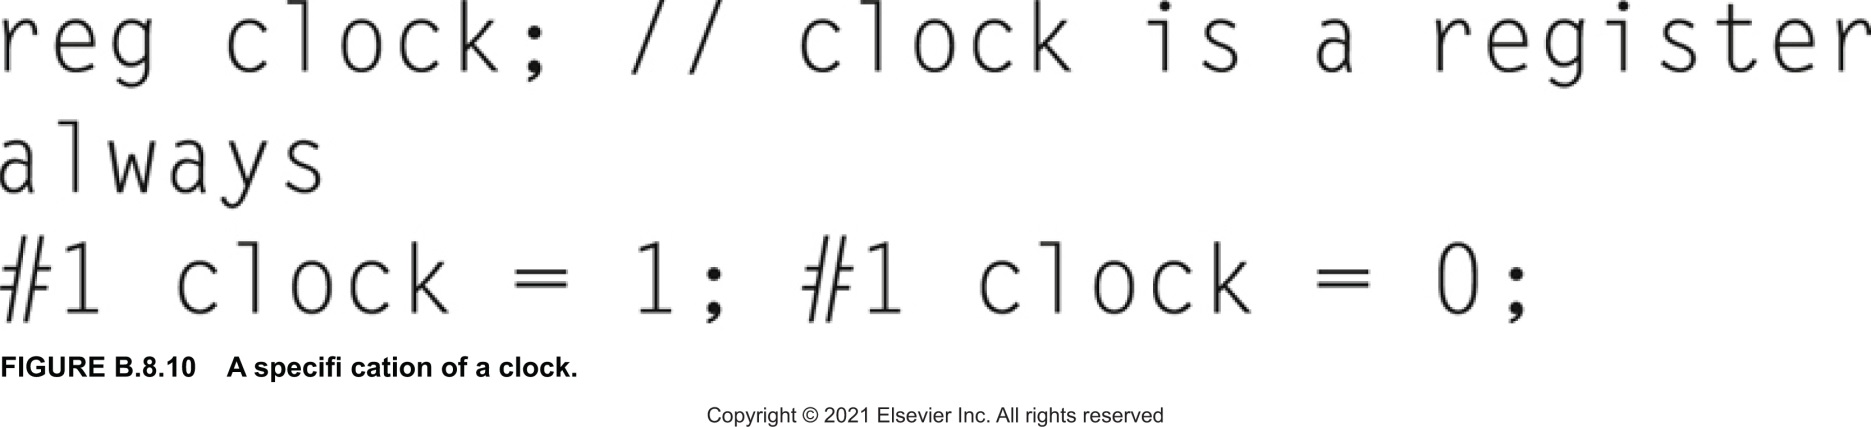 reg clock; // clock is a register
always
#1 clock = 1; #1 clock = 0;
FIGURE B.8.10 A specifi cation of a clock.
Copyright © 2021 Elsevier Inc. All rights reserved